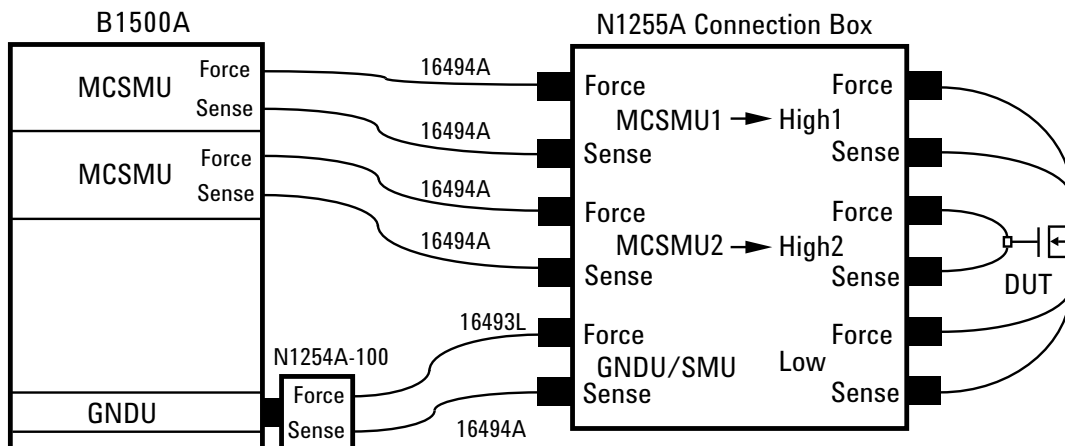 B1500A
N1255A Connection Box
MCSMU
Force
Sense
MCSMU
Force
Sense
16494A
16494A
16494A
16494A
Force
MCSMU1 → High1
Sense
Force
Sense
Force
MCSMU2 → High2
Sense
Force
Sense
DUT
16493L
N1254A-100
Force
GNDU/SMU
Low
Sense
Force
Sense
GNDU
Force
Sense
16494A